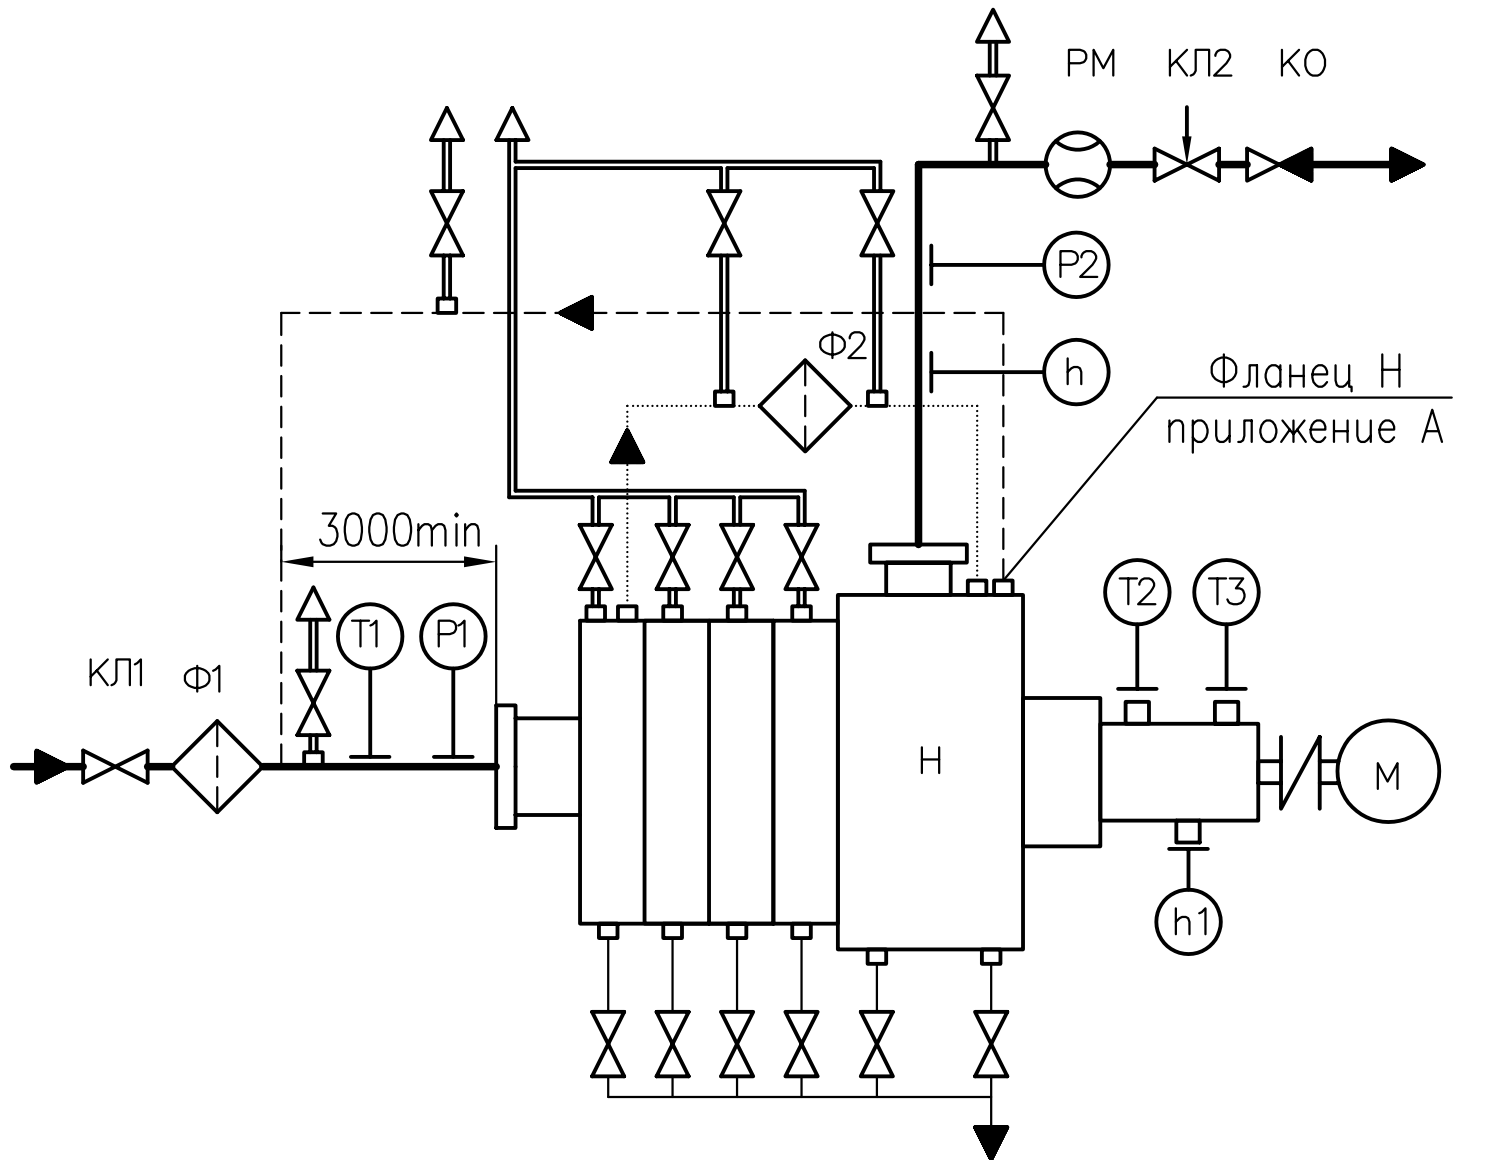 РМ КЛ2 КО
Р2
Ф2
h
Фланец Н
приложение А
3000min
Т1 Р1 Т2 Т3
КЛ1 Ф1
Н
М
h1